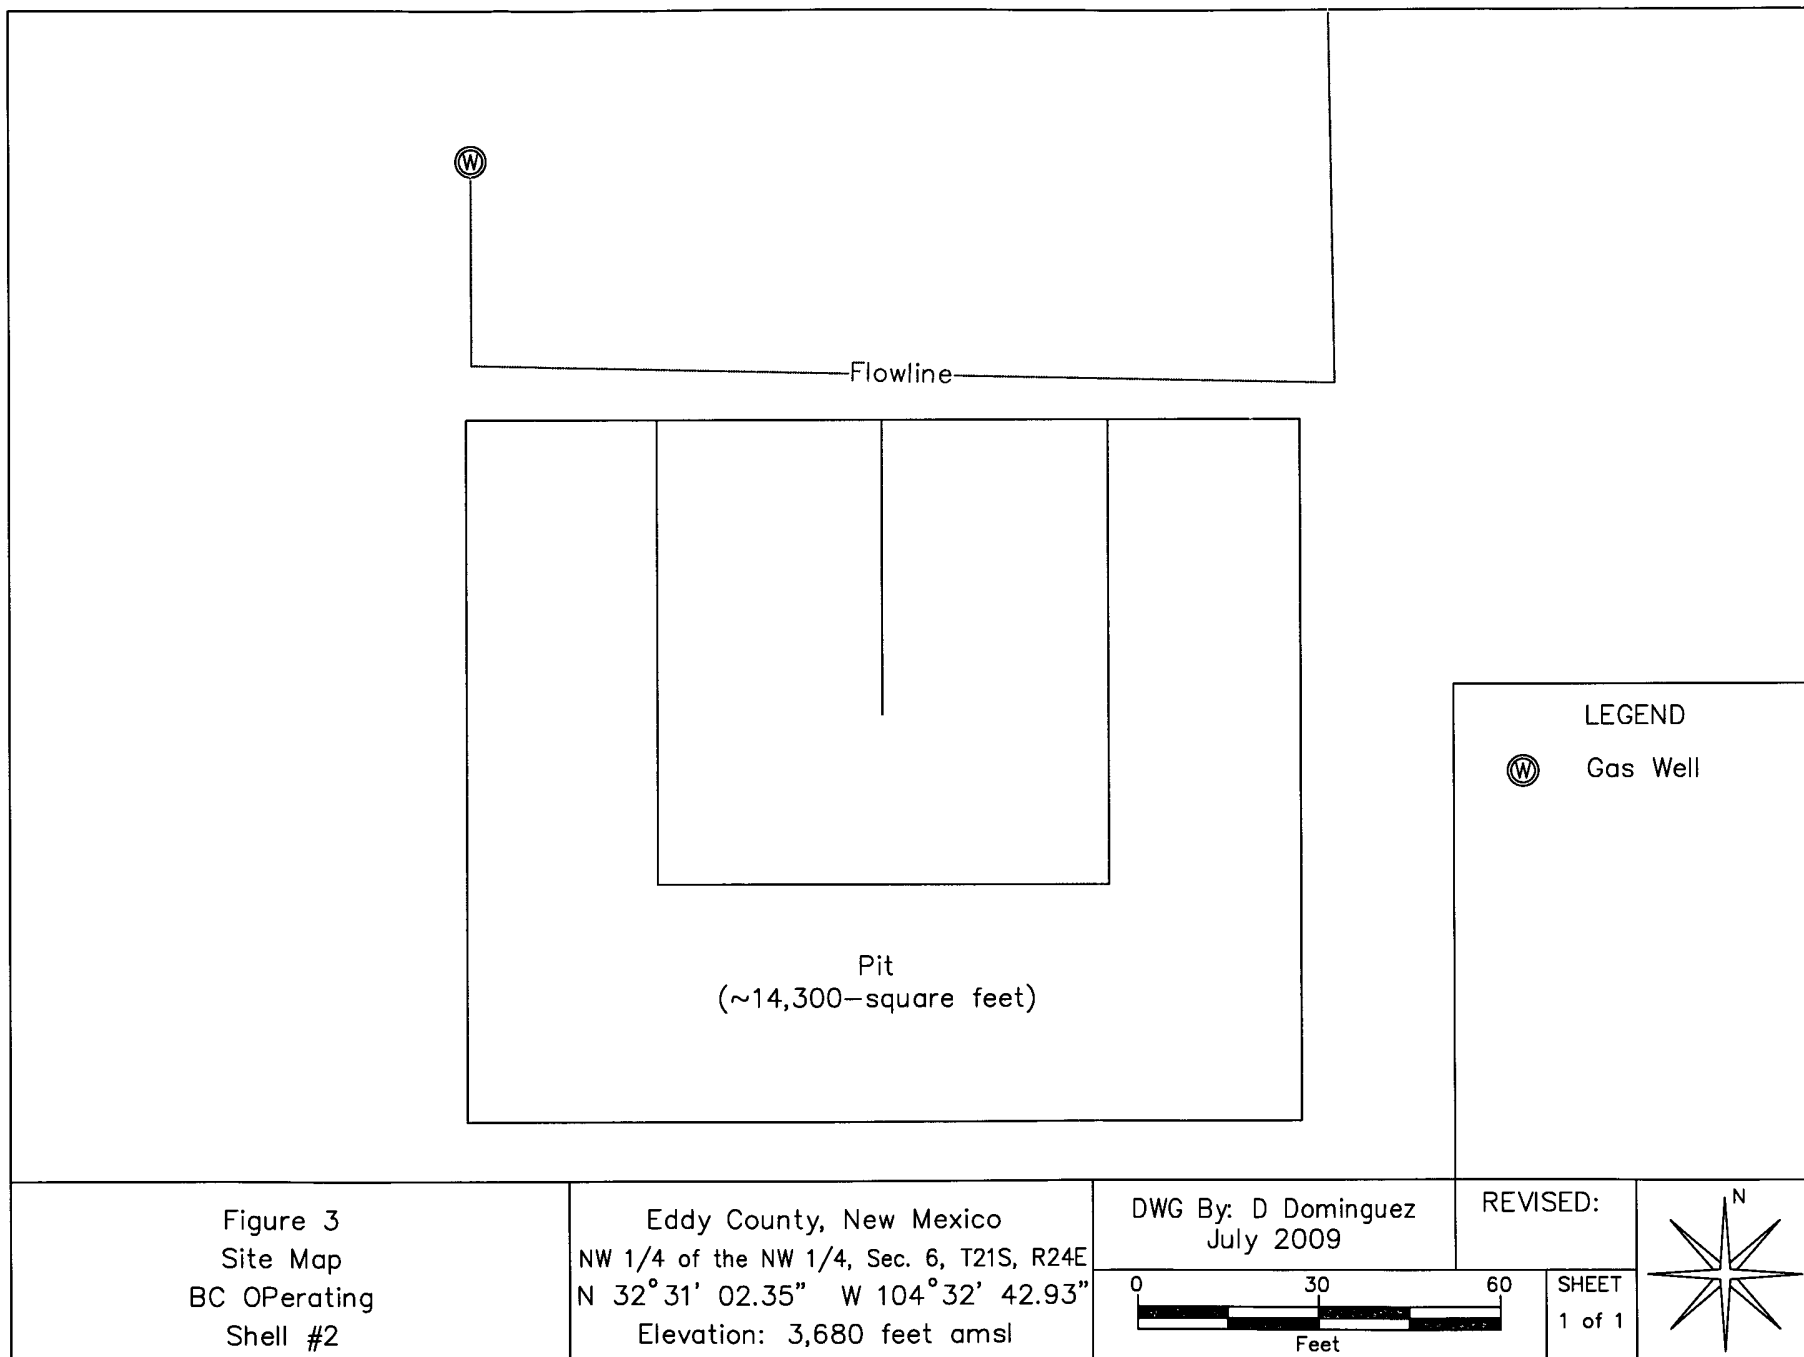 W
Flowline
Pit
(~14,300-square feet)
LEGEND
W Gas Well
Figure 3
Site Map
BC OPerating
Shell #2
Eddy County, New Mexico
NW 1/4 of the NW 1/4, Sec. 6, T21S, R24E
N 32°31' 02.35" W 104°32' 42.93"
Elevation: 3,680 feet amsl
DWG By: D Dominguez
July 2009
0 30 60
Feet
REVISED:
SHEET
1 of 1
N